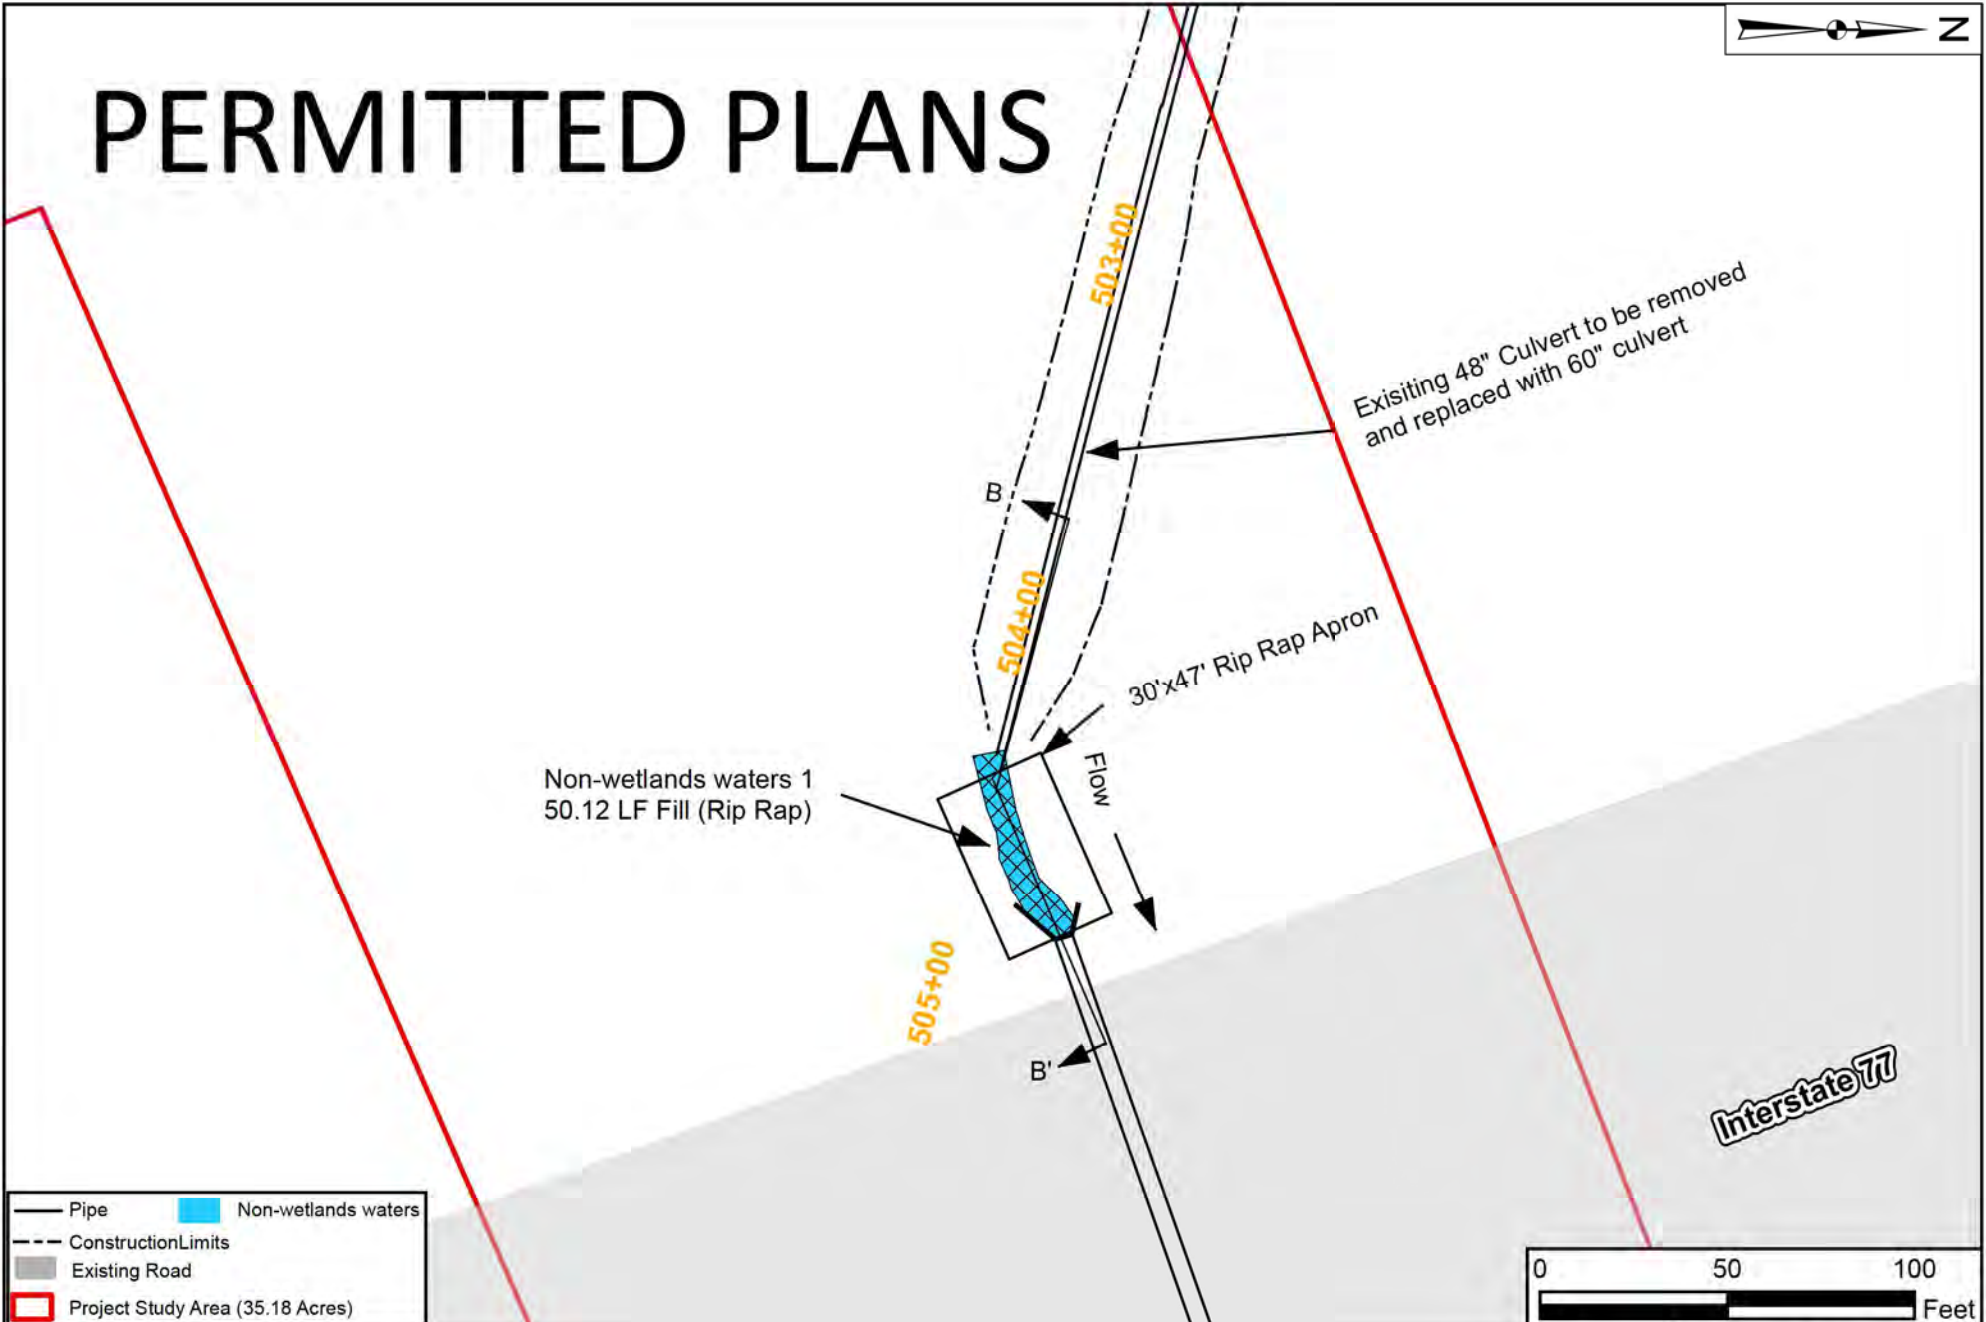 N
PERMITTED PLANS
503+00
Exisiting 48" Culvert to be removed
and replaced with 60" culvert
B
504+00
30'x47' Rip Rap Apron
Flow
Non-wetlands waters 1
50.12 LF Fill (Rip Rap)
505+00
B'
Interstate 77
Pipe
Non-wetlands waters
ConstructionLimits
Existing Road
Project Study Area (35.18 Acres)
0 50 100
Feet